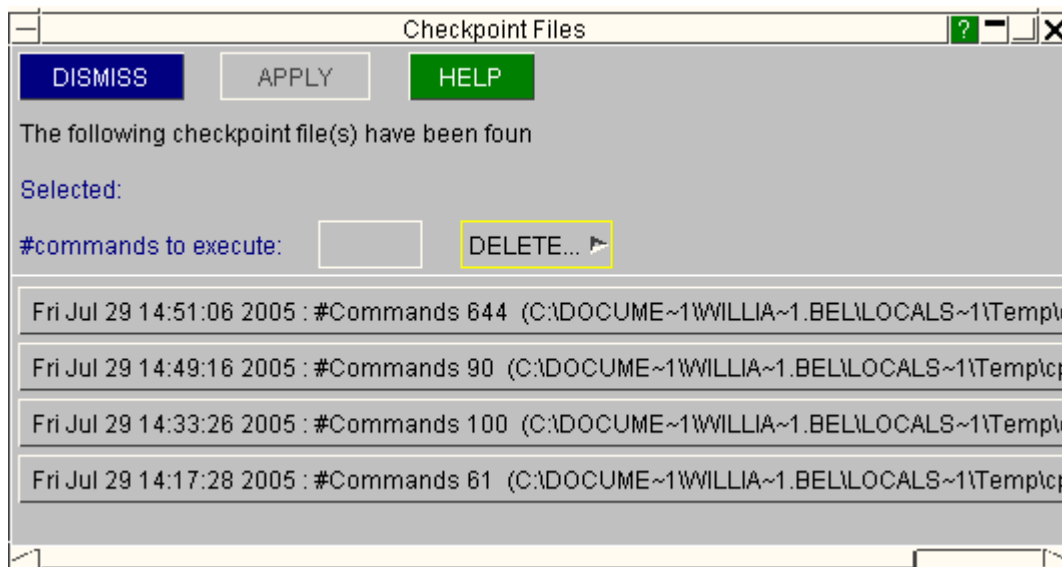 Checkpoint Files ?
DISMISS APPLY HELP
The following checkpoint file(s) have been foun
Selected:
#commands to execute: DELETE...
Fri Jul 29 14:51:06 2005 : #Commands 644 (C:\DOCUME~1\WILLIA~1.BEL\LOCALS~1\Temp\
Fri Jul 29 14:49:16 2005 : #Commands 90 (C:\DOCUME~1\WILLIA~1.BEL\LOCALS~1\Temp\cp
Fri Jul 29 14:33:26 2005 : #Commands 100 (C:\DOCUME~1\WILLIA~1.BEL\LOCALS~1\Temp\
Fri Jul 29 14:17:28 2005 : #Commands 61 (C:\DOCUME~1\WILLIA~1.BEL\LOCALS~1\Temp\cp